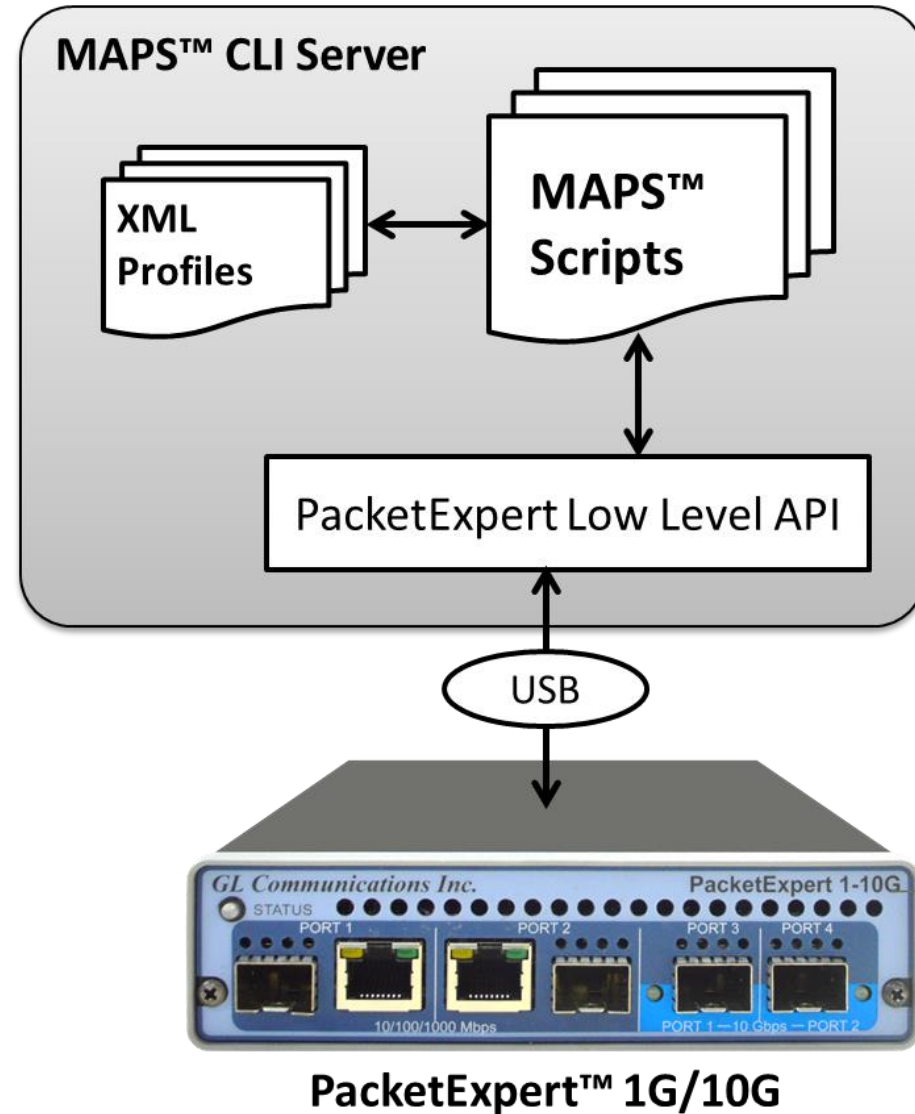 MAPS™ CLI Server
XML
Profiles
MAPS™
Scripts
PacketExpert Low Level API
USB
GL Communications Inc.
PacketExpert 1-10G
STATUS
PORT 1
PORT 2
PORT 3
PORT 4
10/100/1000 Mbps
PORT 1 — 10 Gbps — PORT 2
PacketExpert™ 1G/10G